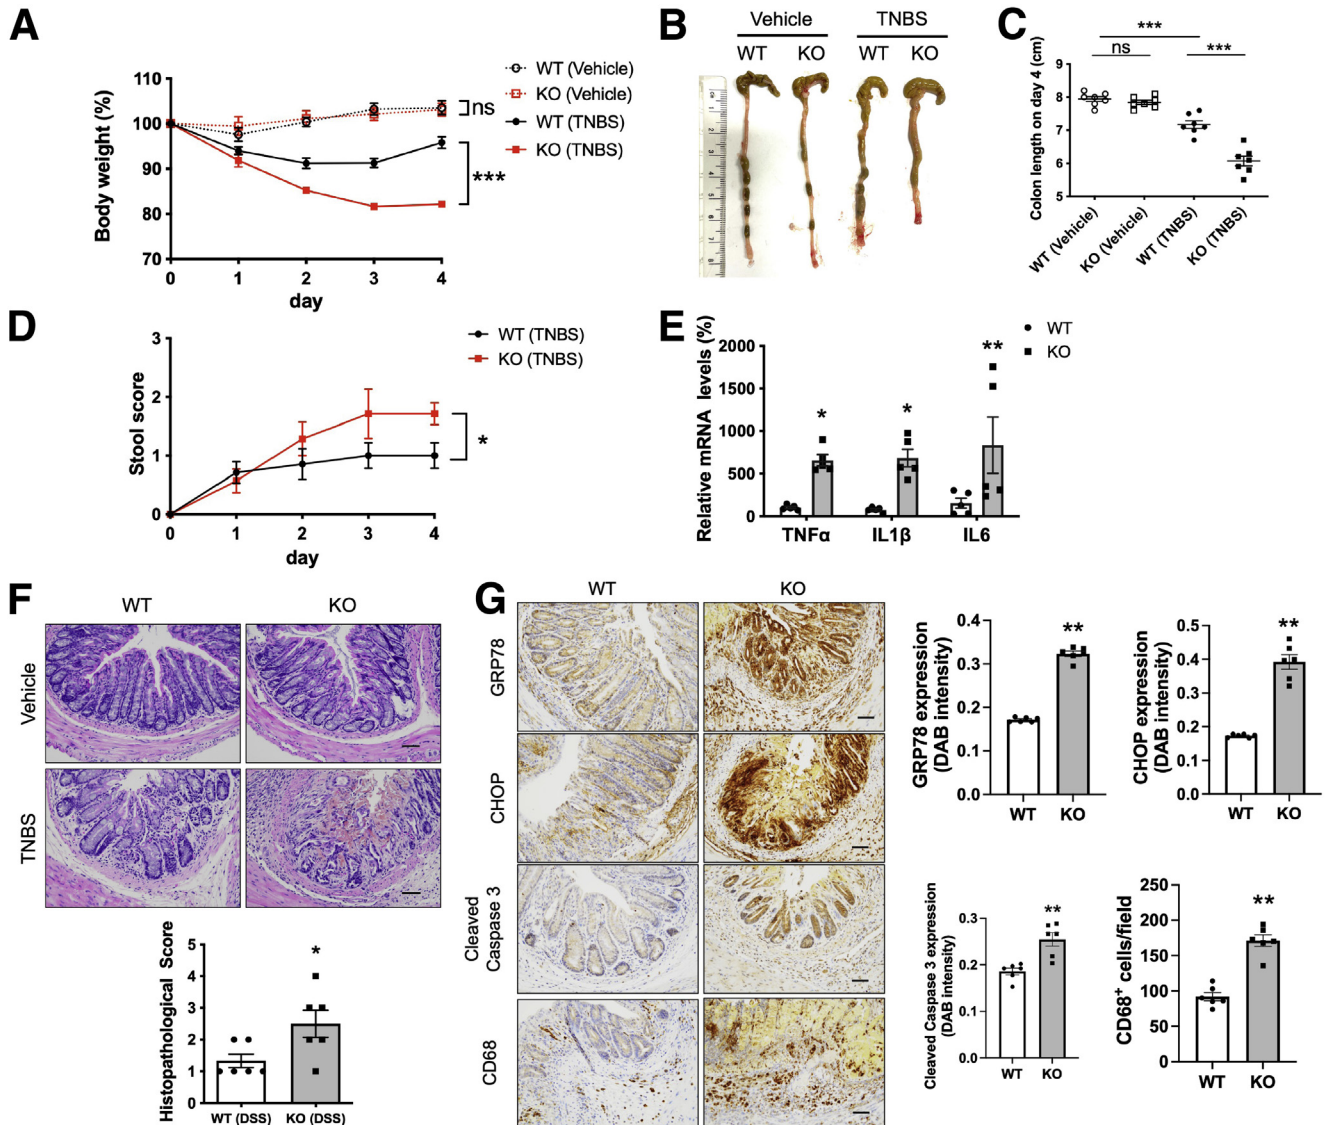 A
Body weight (%)
110
100
90
80
70
0
1
2
3
4
day
WT (Vehicle)
KO (Vehicle)
WT (TNBS)
KO (TNBS)
ns
***
B
Vehicle
TNBS
WT
KO
WT
KO
1
2
3
4
5
6
7
8
C
Colon length on day 4 (cm)
9
8
7
6
5
***
ns
***
WT (Vehicle)
KO (Vehicle)
WT (TNBS)
KO (TNBS)
D
Stool score
3
2
1
0
0
1
2
3
4
day
WT (TNBS)
KO (TNBS)
*
E
Relative mRNA levels (%)
2000
1500
1000
500
0
*
*
**
TNFα
IL1β
IL6
WT
KO
F
WT
KO
Vehicle
TNBS
Histopathological Score
5
4
3
2
1
0
*
WT (DSS)
KO (DSS)
G
WT
KO
GRP78
CHOP
Cleaved
Caspase 3
CD68
GRP78 expression
(DAB intensity)
0.4
0.3
0.2
0.1
0.0
**
WT
KO
CHOP expression
(DAB intensity)
0.5
0.4
0.3
0.2
0.1
0.0
**
WT
KO
Cleaved Caspase 3 expression
(DAB intensity)
0.3
0.2
0.1
0.0
**
WT
KO
CD68⁺ cells/field
250
200
150
100
50
0
**
WT
KO